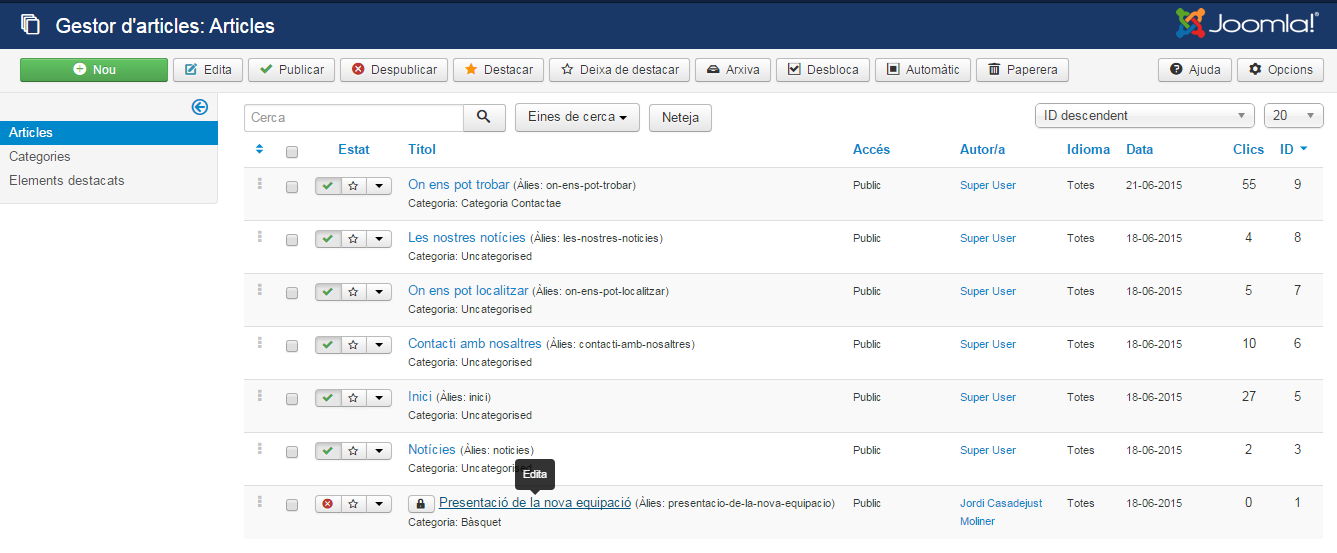 Gestor d'articles: Articles
Joomla!®
Nou Edita Publicar Despublicar Destacar Deixa de destacar Arxiva Desbloca Automàtic Paperera Ajuda Opcions
Articles
Categories
Elements destacats
Cerca Eines de cerca Neteja ID descendent 20
Estat Títol Accés Autor/a Idioma Data Clics ID
On ens pot trobar (Àlies: on-ens-pot-trobar) Public Super User Totes 21-06-2015 55 9
Categoria: Categoria Contactae
Les nostres notícies (Àlies: les-nostres-noticies) Public Super User Totes 18-06-2015 4 8
Categoria: Uncategorised
On ens pot localitzar (Àlies: on-ens-pot-localitzar) Public Super User Totes 18-06-2015 5 7
Categoria: Uncategorised
Contacti amb nosaltres (Àlies: contacti-amb-nosaltres) Public Super User Totes 18-06-2015 10 6
Categoria: Uncategorised
Inici (Àlies: inici) Public Super User Totes 18-06-2015 27 5
Categoria: Uncategorised
Notícies (Àlies: noticies) Public Super User Totes 18-06-2015 2 3
Categoria: Uncategorised
Edita
Presentació de la nova equipació (Àlies: presentacio-de-la-nova-equipacio) Public Jordi Casadejust Totes 18-06-2015 0 1
Categoria: Bàsquet Moliner